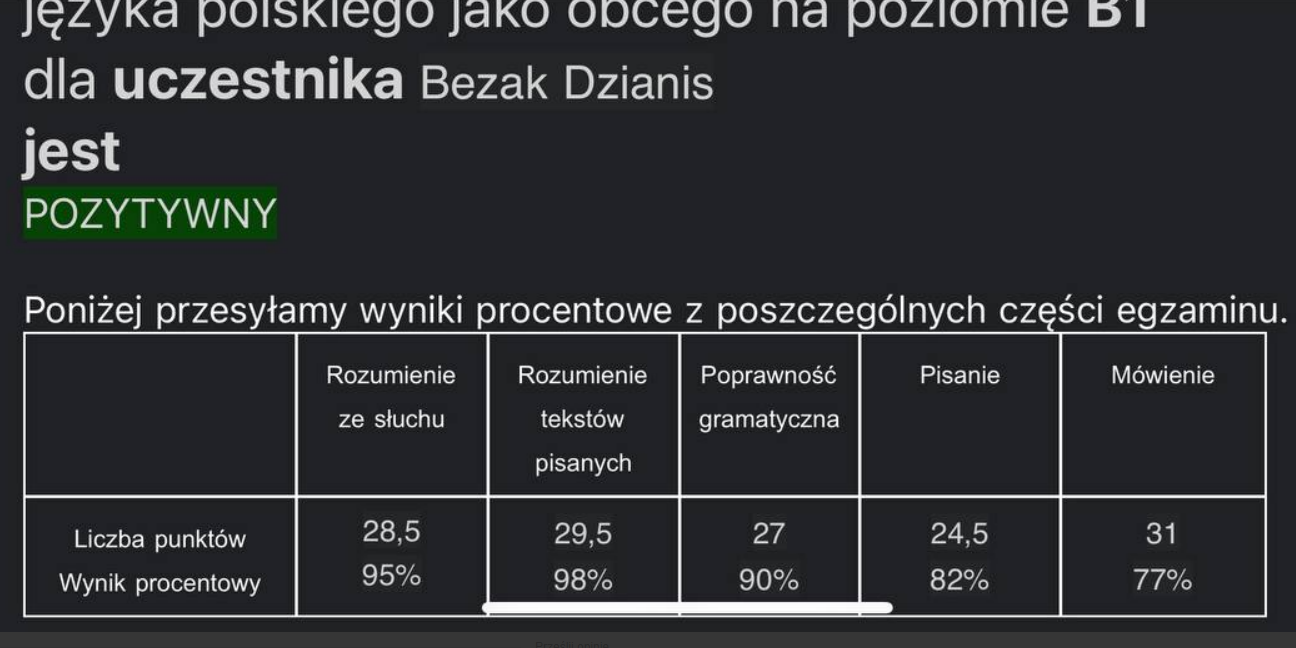 języka polskiego jako obcego na poziomie B1
dla uczestnika Bezak Dzianis
jest
POZYTYWNY
Poniżej przesyłamy wyniki procentowe z poszczególnych części egzaminu.
Rozumienie ze słuchu
Rozumienie tekstów pisanych
Poprawność gramatyczna
Pisanie
Mówienie
Liczba punktów 28,5 29,5 27 24,5 31
Wynik procentowy 95% 98% 90% 82% 77%